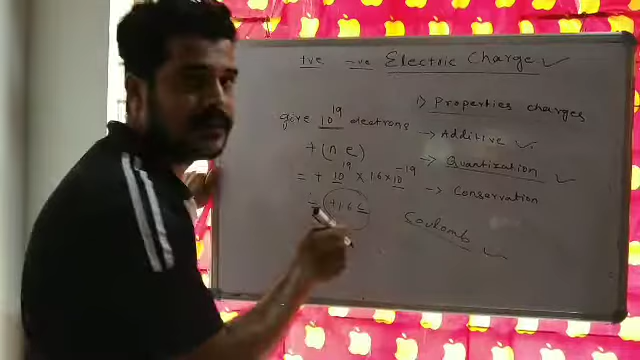 +ve -ve Electric Charge
1) Properties charges
give 10^19 electrons
→ Additive
+ (n e)
→ Quantization
= + 10^19 × 1.6 × 10^-19
→ Conservation
= +1.6 C
Coulomb